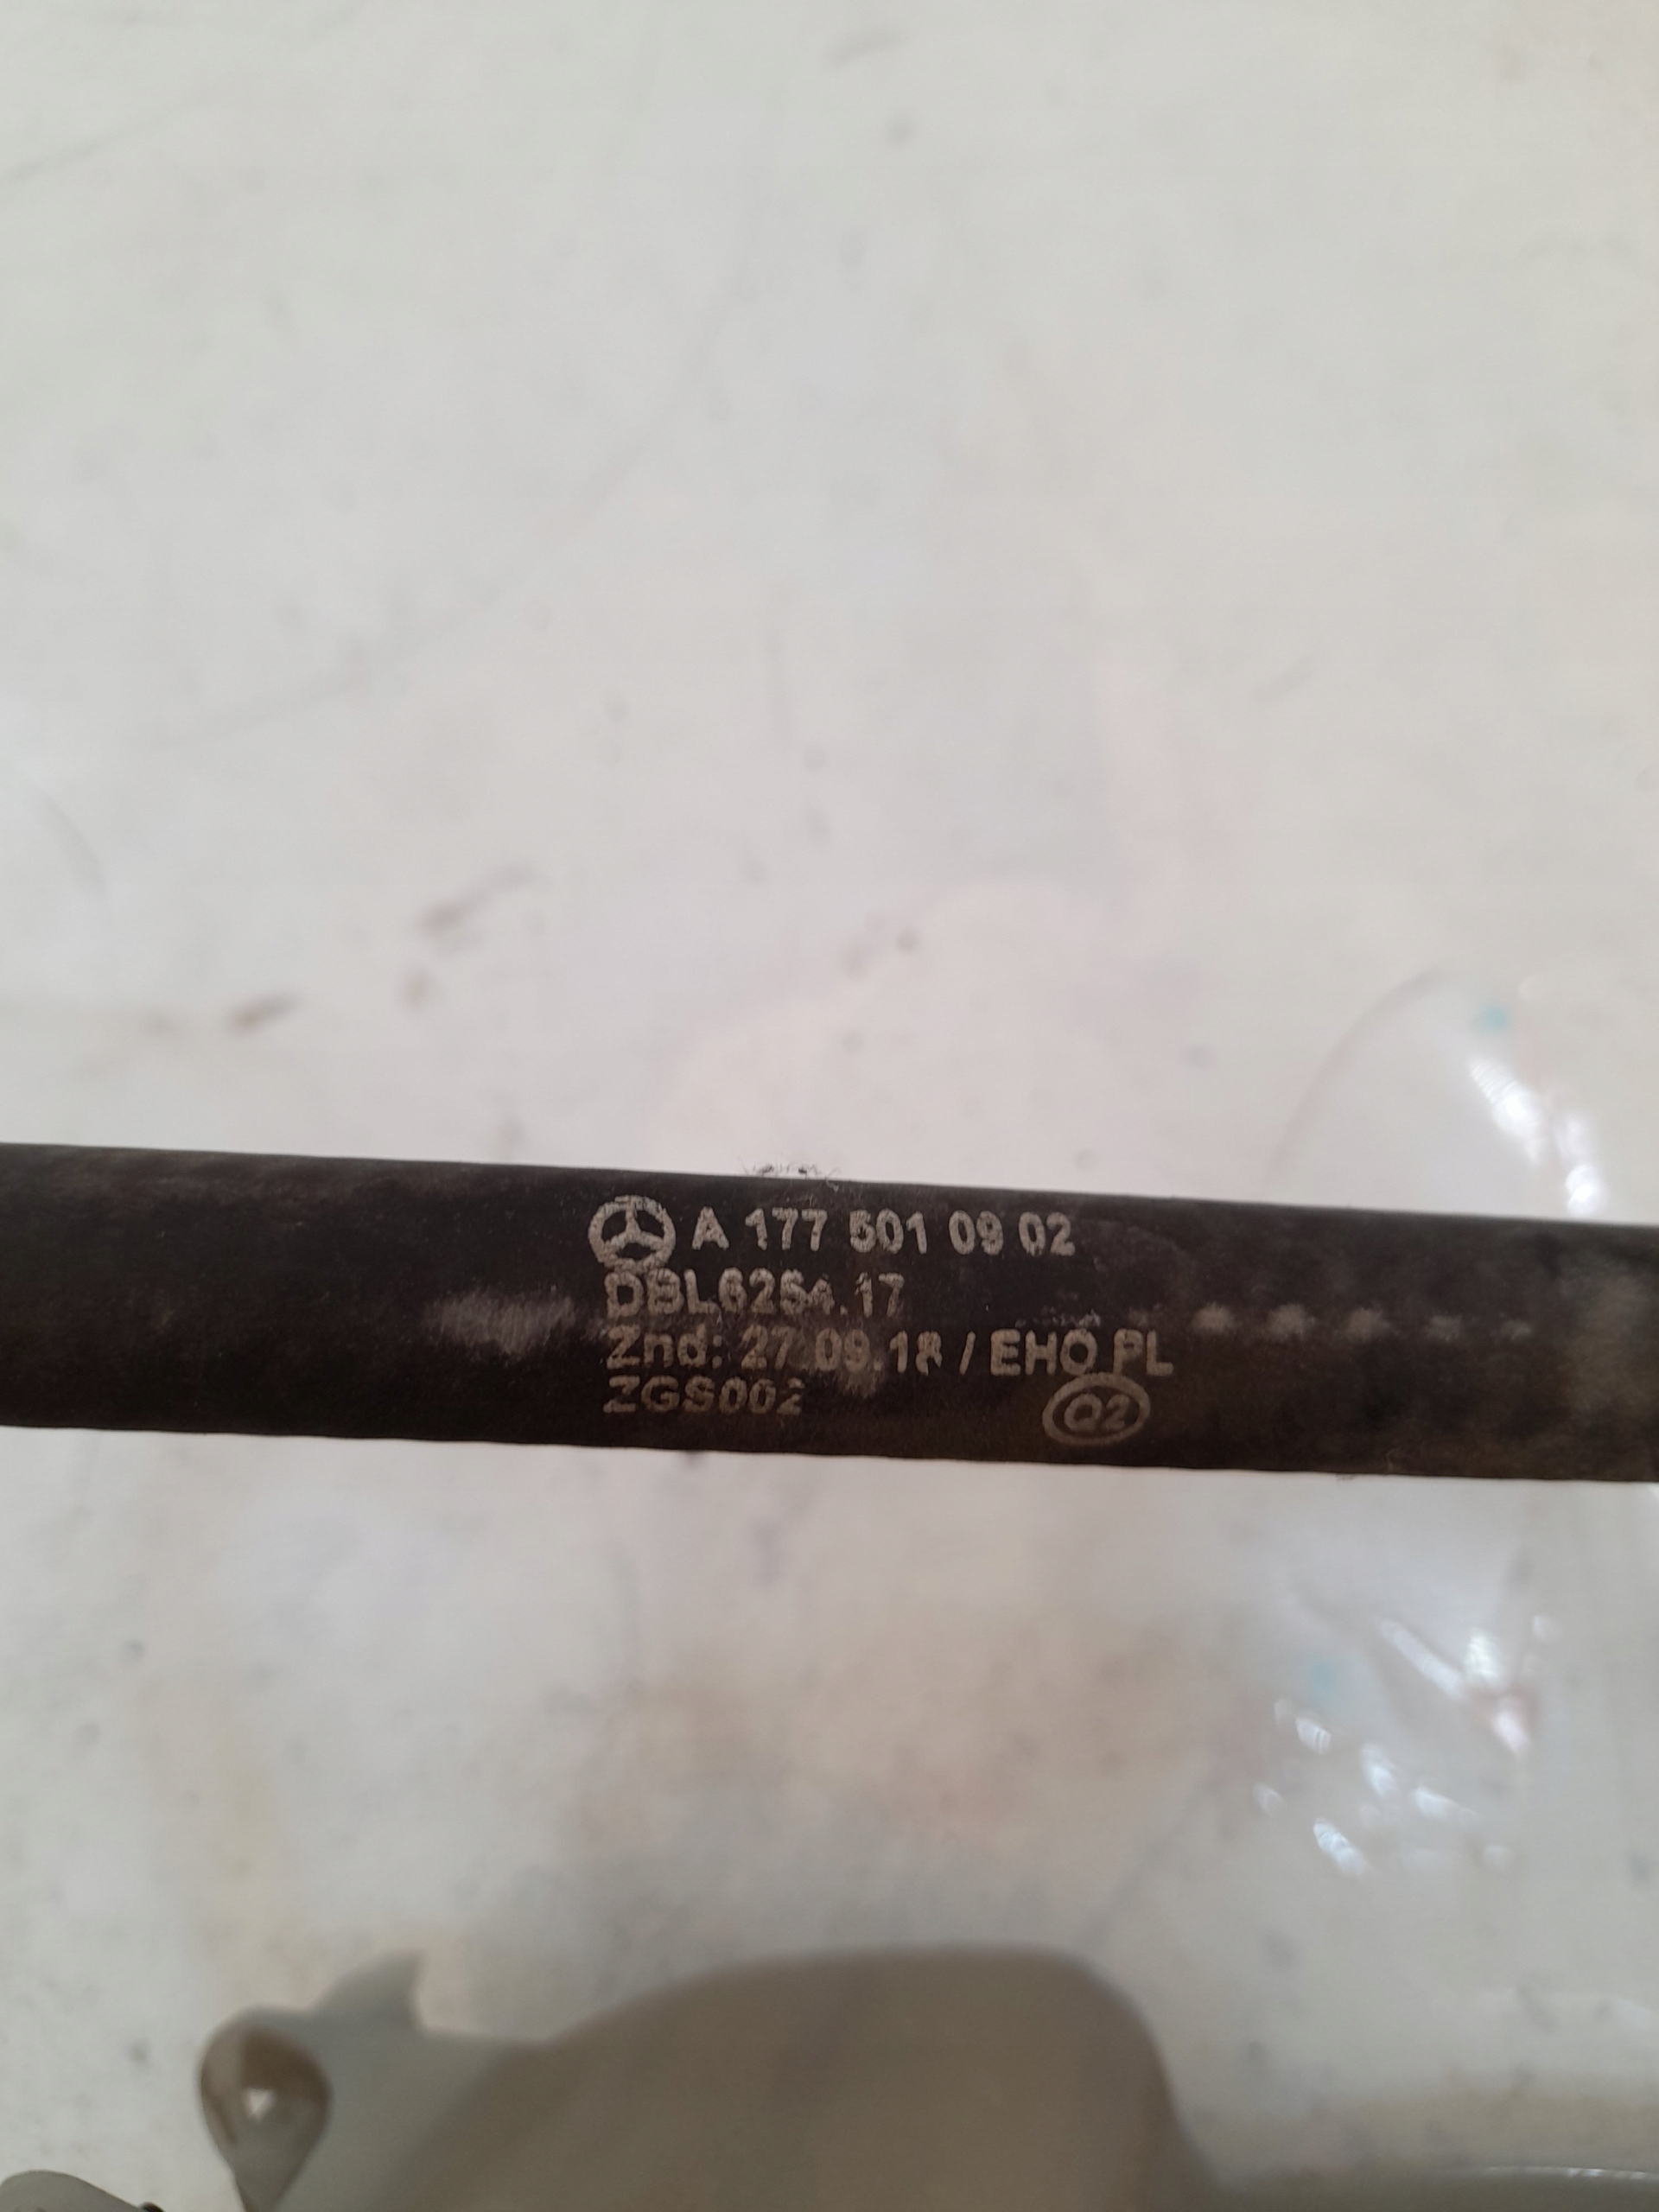 A 177 501 09 02
DBL6254.17
Znd: 27.09.18 / EHO PL
ZGS002
Q2